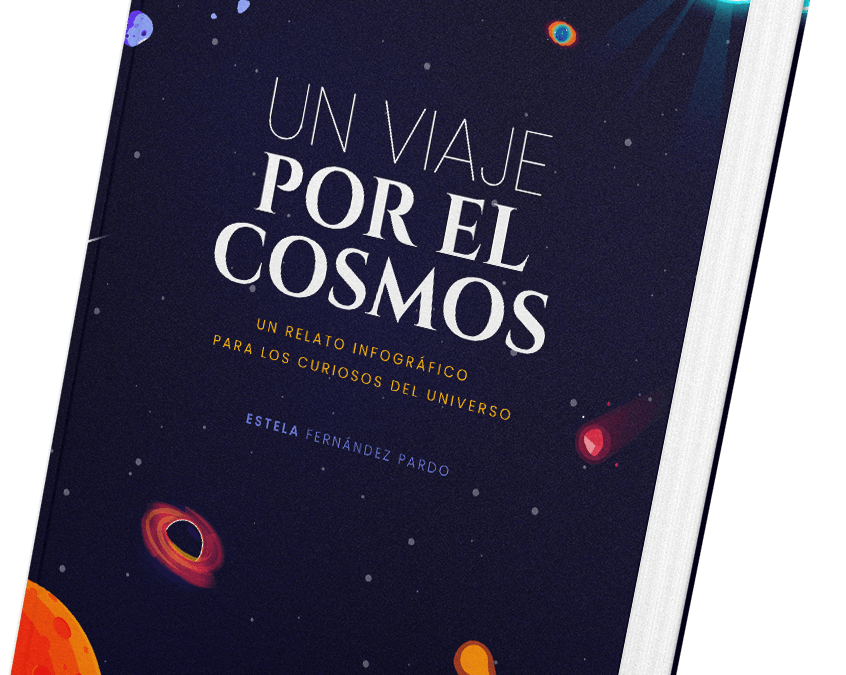 UN VIAJE
POR EL
COSMOS
UN RELATO INFOGRÁFICO
PARA LOS CURIOSOS DEL UNIVERSO
ESTELA FERNÁNDEZ PARDO